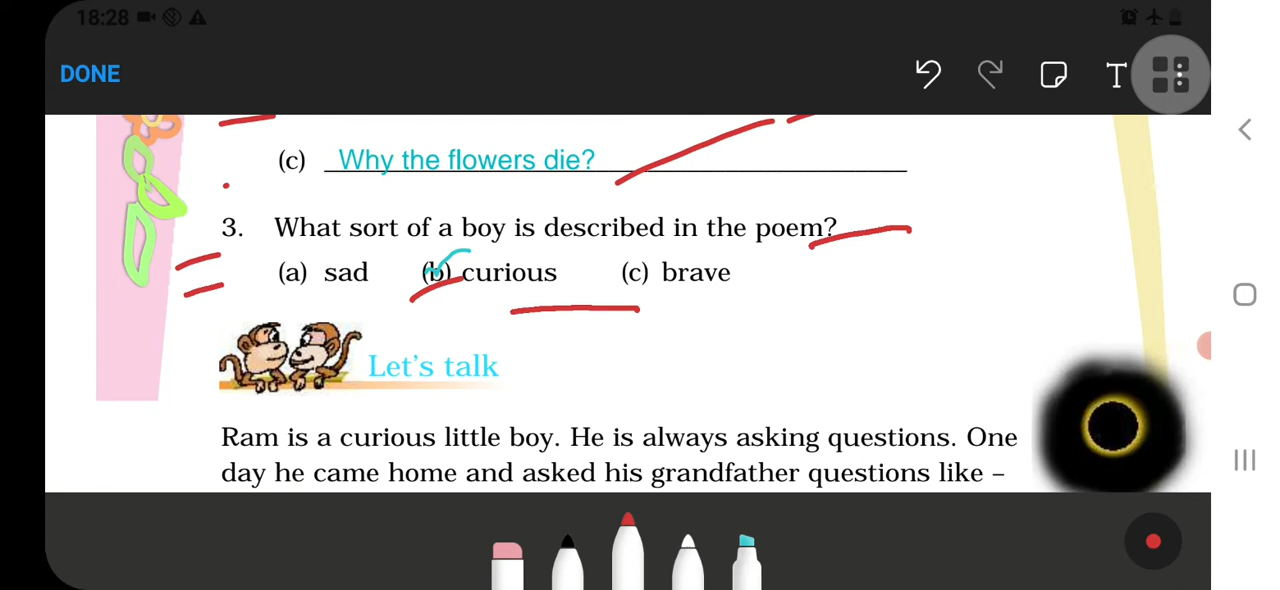 18:28
DONE
T
(c) Why the flowers die?
3. What sort of a boy is described in the poem?
(a) sad (b) curious (c) brave
Let's talk
Ram is a curious little boy. He is always asking questions. One
day he came home and asked his grandfather questions like –